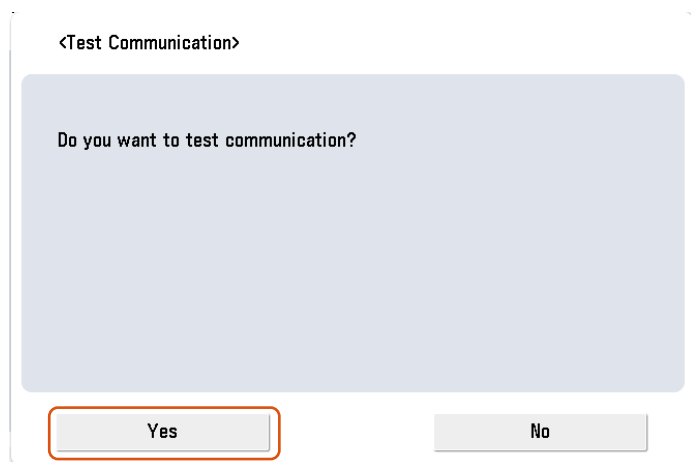 <Test Communication>
Do you want to test communication?
Yes
No